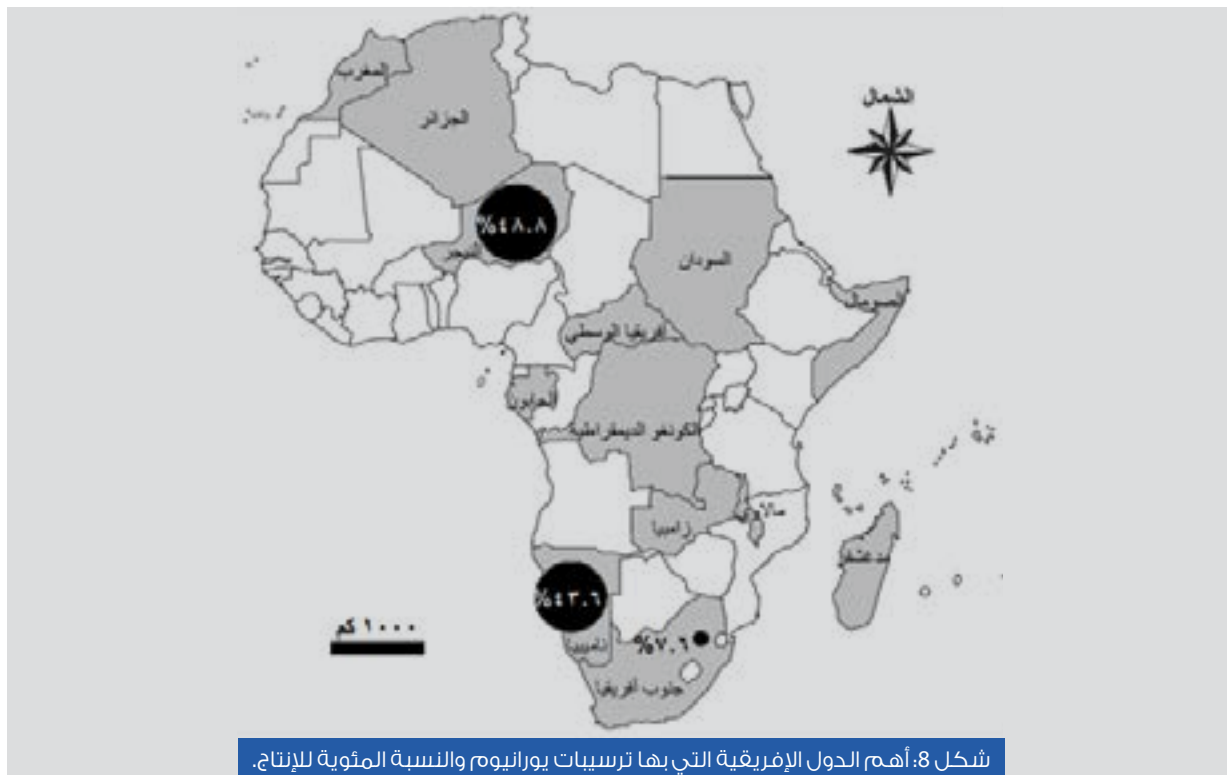 المغرب
الشمال
الجزائر
%٤٨.٨
النيجر
السودان
الصومال
أفريقيا الوسطي
الجابون
الكونغو الديمقراطية
مالاوي
زامبيا
مدغشقر
%٤٣.٦
١٠٠٠ كم
ناميبيا
%٧.٦
جنوب أفريقيا
شكل 8: أهم الدول الإفريقية التي بها ترسيبات يورانيوم والنسبة المئوية للإنتاج.